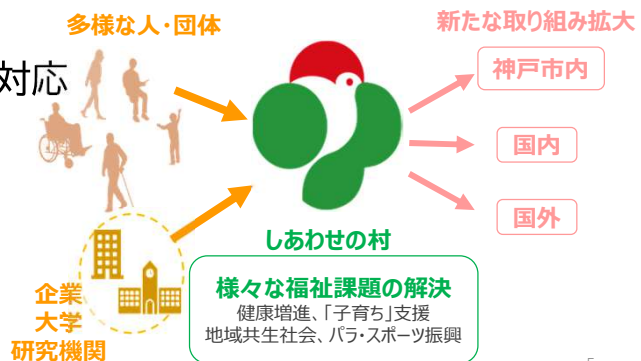 多様な人・団体
新たな取り組み拡大
対応
神戸市内
国内
国外
しあわせの村
様々な福祉課題の解決
健康増進、「子育ち」支援
地域共生社会、パラ・スポーツ振興
企業
大学
研究機関
5